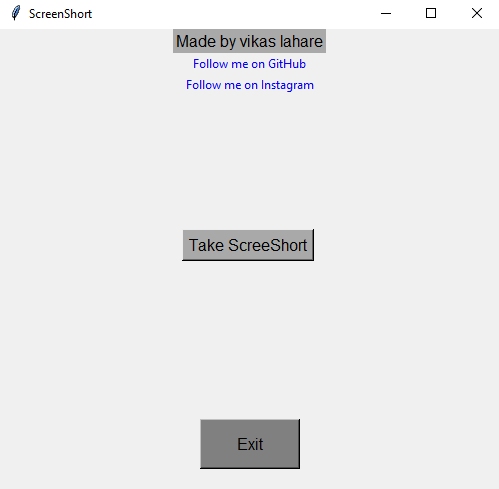 ScreenShort
Made by vikas lahare
Follow me on GitHub
Follow me on Instagram
Take ScreeShort
Exit